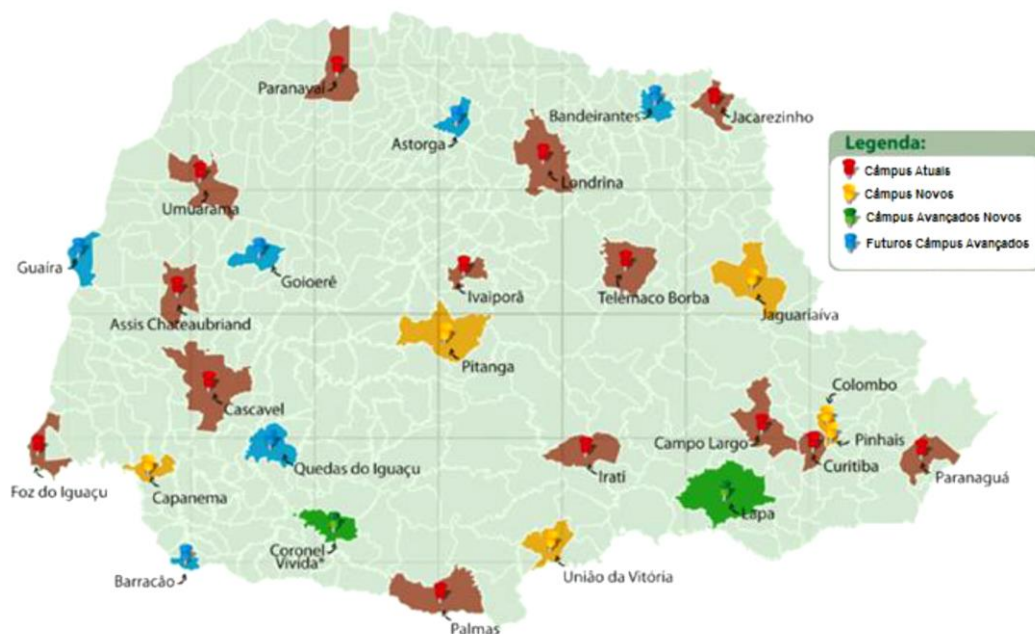 Paranavaí
Astorga
Bandeirantes
Jacarezinho
Londrina
Umuarama
Guaíra
Goioerê
Ivaiporã
Telêmaco Borba
Assis Chateaubriand
Jaguariaíva
Pitanga
Cascavel
Colombo
Campo Largo
Pinhais
Curitiba
Paranaguá
Foz do Iguaçu
Capanema
Quedas do Iguaçu
Irati
Lapa
Coronel
Vivida*
Barracão
União da Vitória
Palmas
Legenda:
Câmpus Atuais
Câmpus Novos
Câmpus Avançados Novos
Futuros Câmpus Avançados